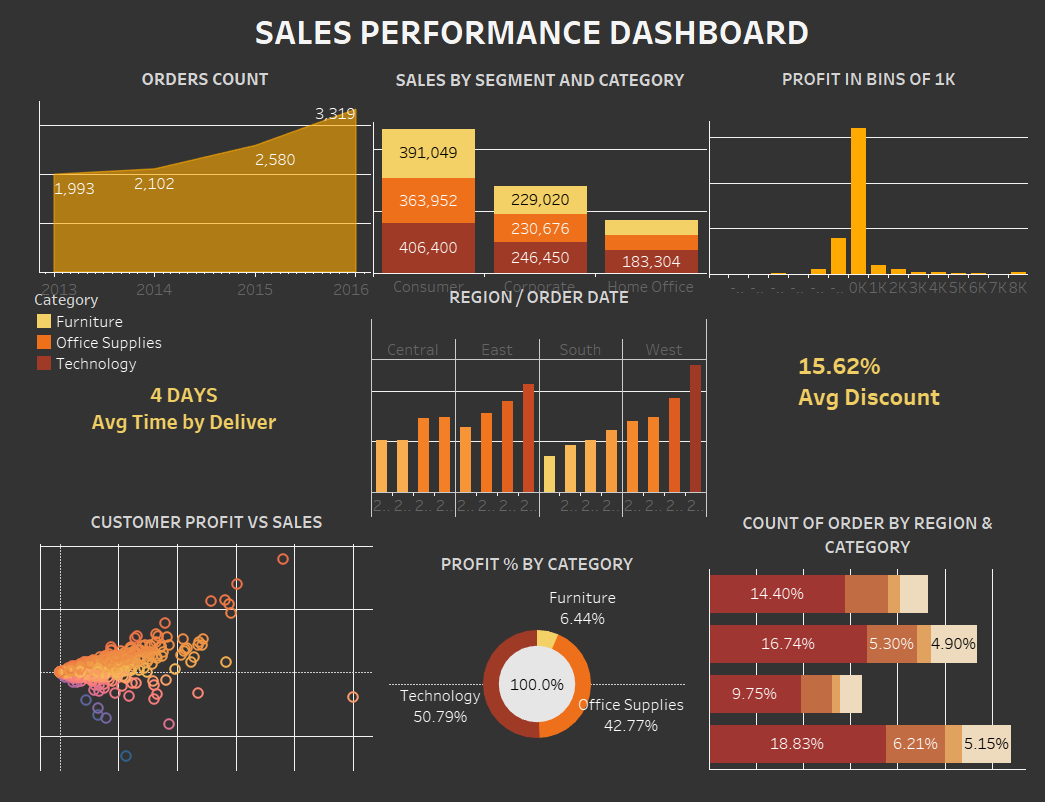 SALES PERFORMANCE DASHBOARD
ORDERS COUNT
SALES BY SEGMENT AND CATEGORY
PROFIT IN BINS OF 1K
3,319
2,580
2,102
1,993
391,049
363,952
406,400
229,020
230,676
246,450
183,304
2013 2014 2015 2016
Consumer Corporate Home Office
-.. -.. -.. -.. -.. -.. 0K 1K 2K 3K 4K 5K 6K 7K 8K
Category
Furniture
Office Supplies
Technology
REGION / ORDER DATE
Central East South West
2.. 2.. 2.. 2.. 2.. 2.. 2.. 2.. 2.. 2.. 2.. 2.. 2.. 2.. 2..
4 DAYS
Avg Time by Deliver
15.62%
Avg Discount
CUSTOMER PROFIT VS SALES
PROFIT % BY CATEGORY
Furniture
6.44%
100.0%
Technology
50.79%
Office Supplies
42.77%
COUNT OF ORDER BY REGION &
CATEGORY
14.40%
16.74% 5.30% 4.90%
9.75%
18.83% 6.21% 5.15%